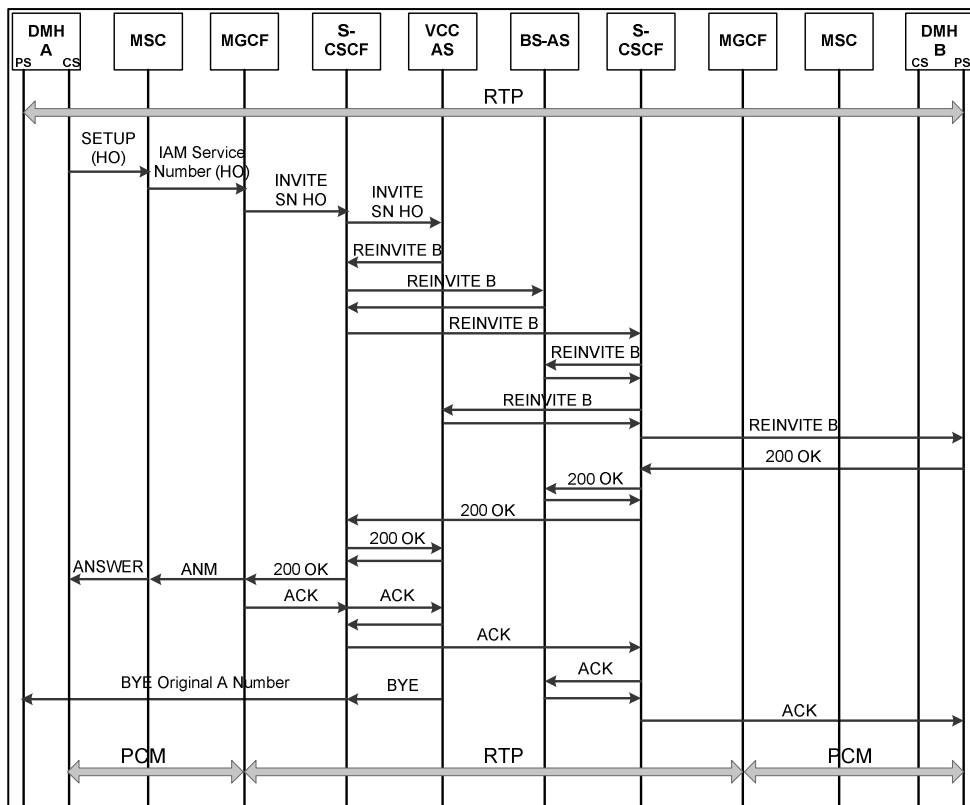 DMH A PS CS
MSC
MGCF
S-CSCF
VCC AS
BS-AS
S-CSCF
MGCF
MSC
DMH B CS PS
RTP
SETUP (HO)
IAM Service Number (HO)
INVITE SN HO
INVITE SN HO
REINVITE B
REINVITE B
REINVITE B
REINVITE B
REINVITE B
REINVITE B
200 OK
200 OK
200 OK
200 OK
ANSWER
ANM
200 OK
ACK
ACK
ACK
ACK
BYE Original A Number
BYE
ACK
PCM
RTP
PCM